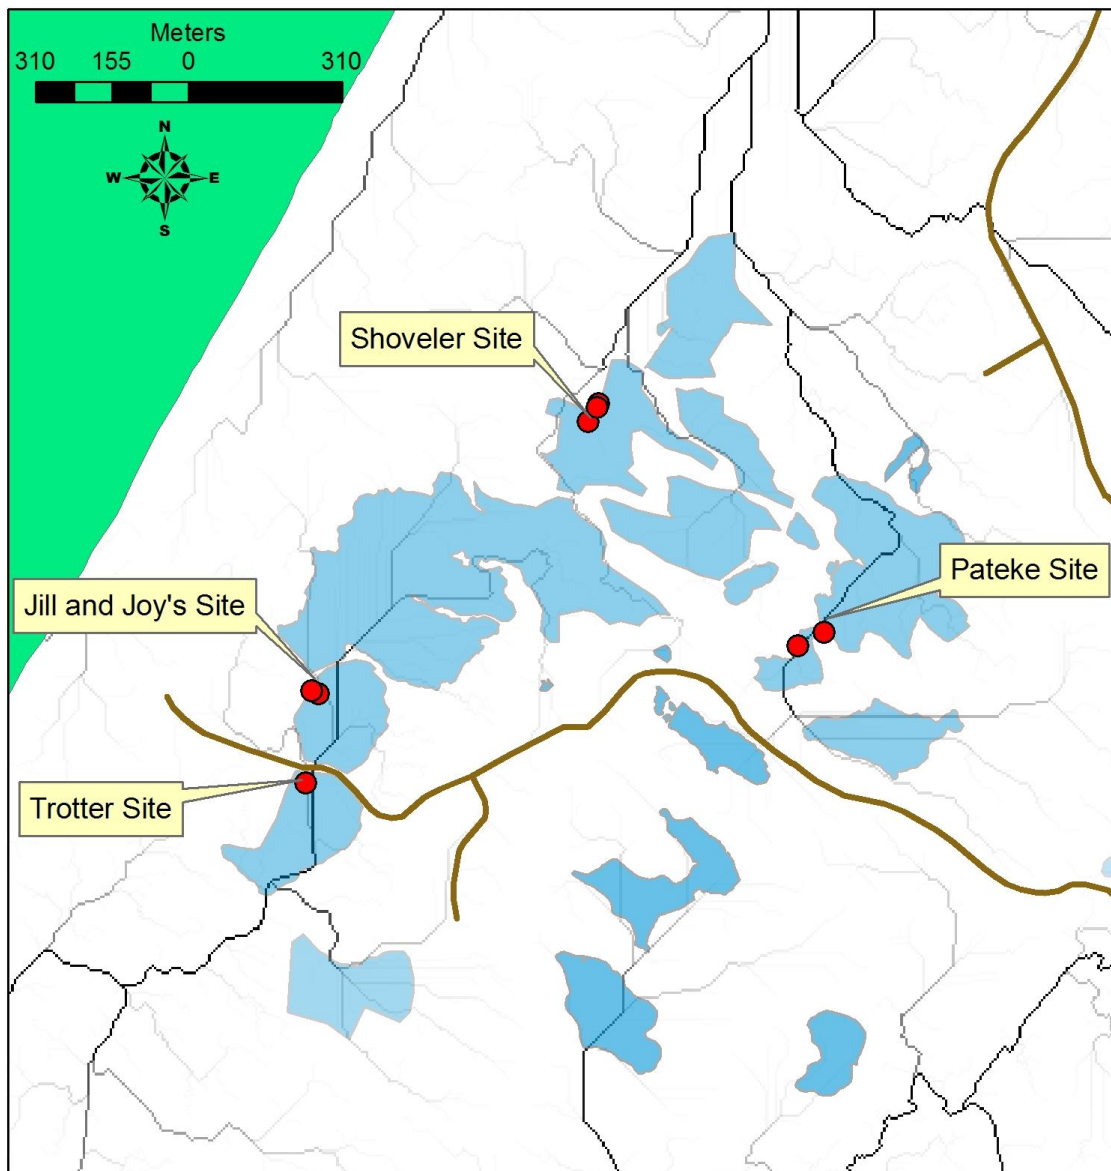 Meters
310 155 0 310
N
W E
S
Shoveler Site
Pateke Site
Jill and Joy's Site
Trotter Site